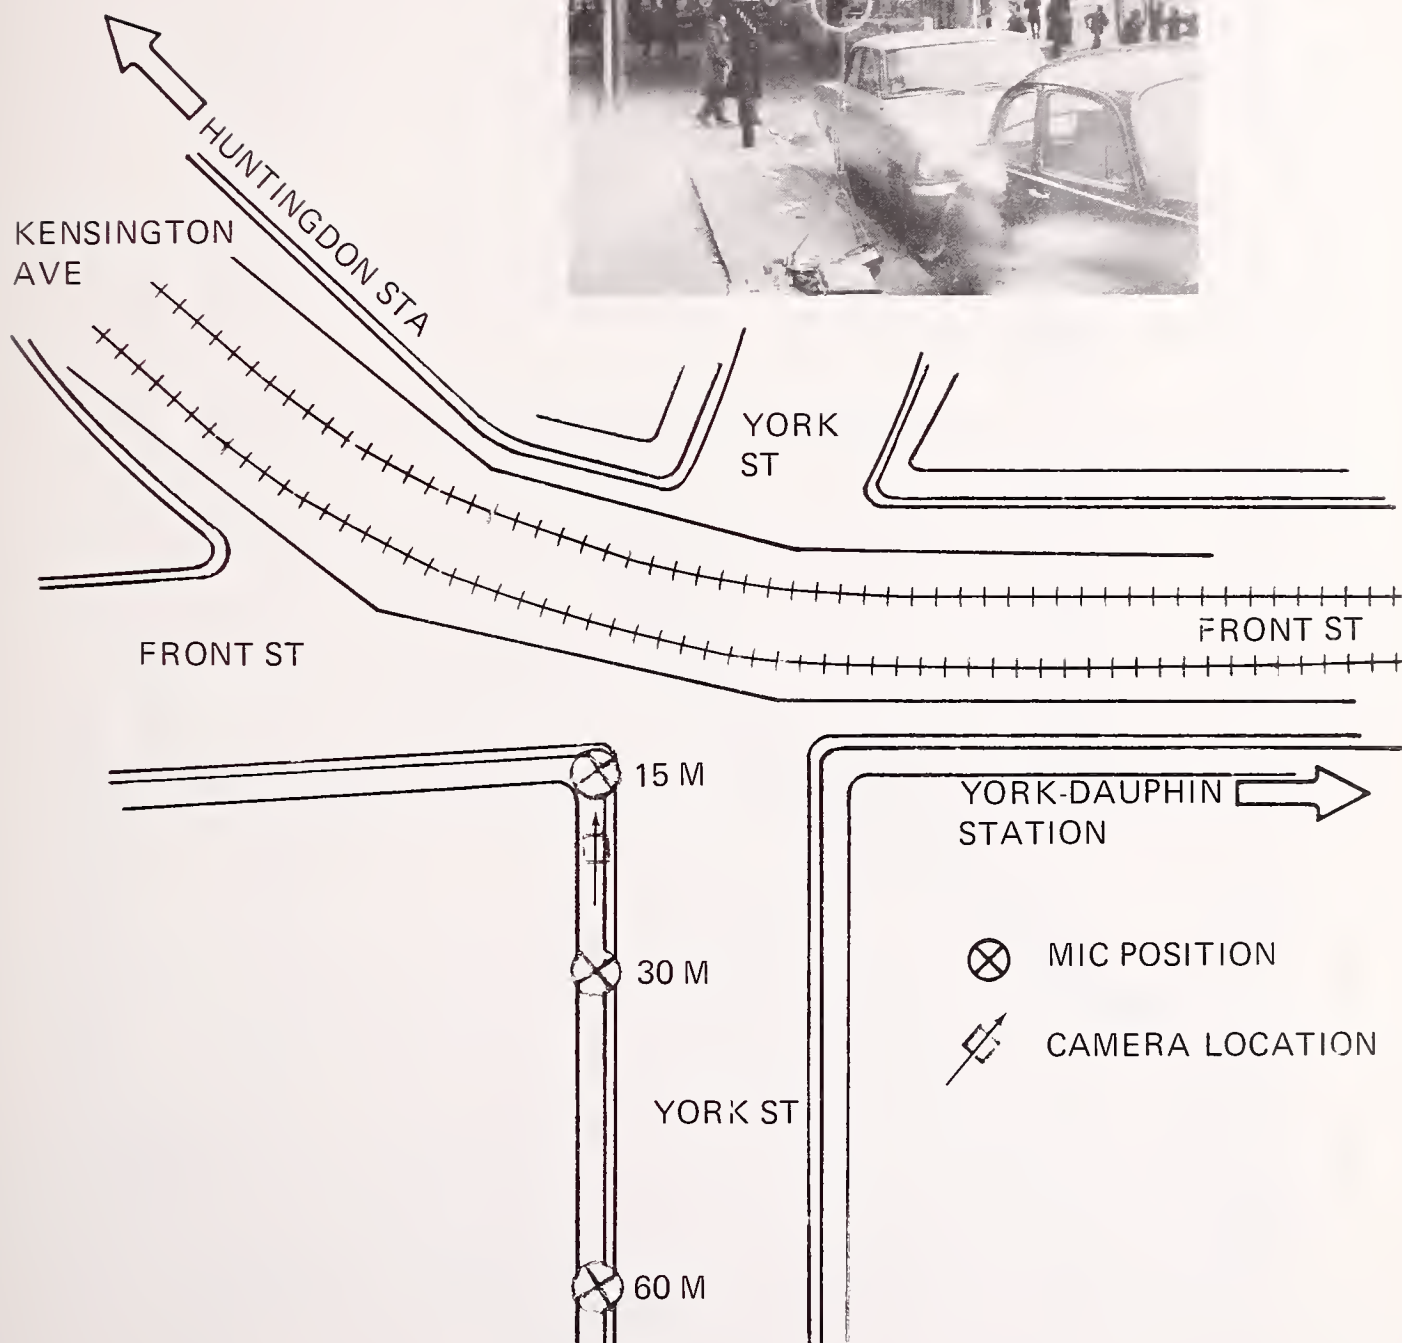 HUNTINGDON STA
KENSINGTON
AVE
YORK
ST
FRONT ST
FRONT ST
15 M
YORK-DAUPHIN
STATION
30 M
MIC POSITION
CAMERA LOCATION
YORK ST
60 M